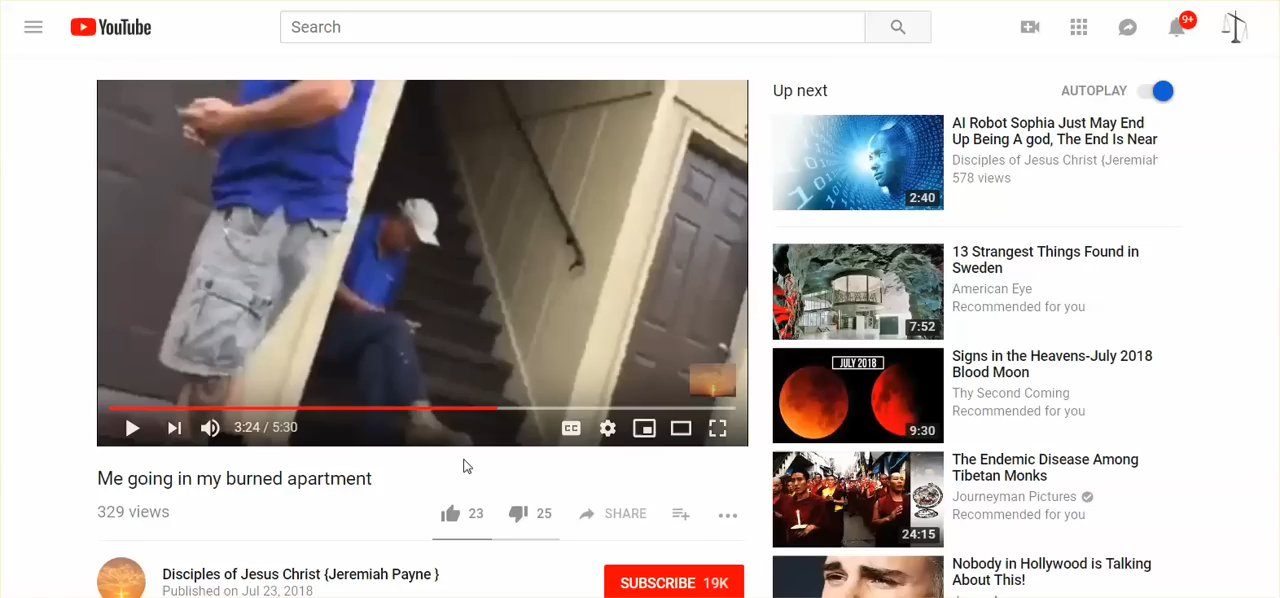 YouTube
Search
9+
Up next
AUTOPLAY
AI Robot Sophia Just May End
Up Being A god, The End Is Near
Disciples of Jesus Christ {Jeremiah
578 views
2:40
13 Strangest Things Found in
Sweden
American Eye
Recommended for you
7:52
JULY 2018
Signs in the Heavens-July 2018
Blood Moon
Thy Second Coming
Recommended for you
9:30
3:24 / 5:30
CC
Me going in my burned apartment
329 views
23
25
SHARE
The Endemic Disease Among
Tibetan Monks
Journeyman Pictures
Recommended for you
24:15
Disciples of Jesus Christ {Jeremiah Payne }
Published on Jul 23, 2018
SUBSCRIBE 19K
Nobody in Hollywood is Talking
About This!